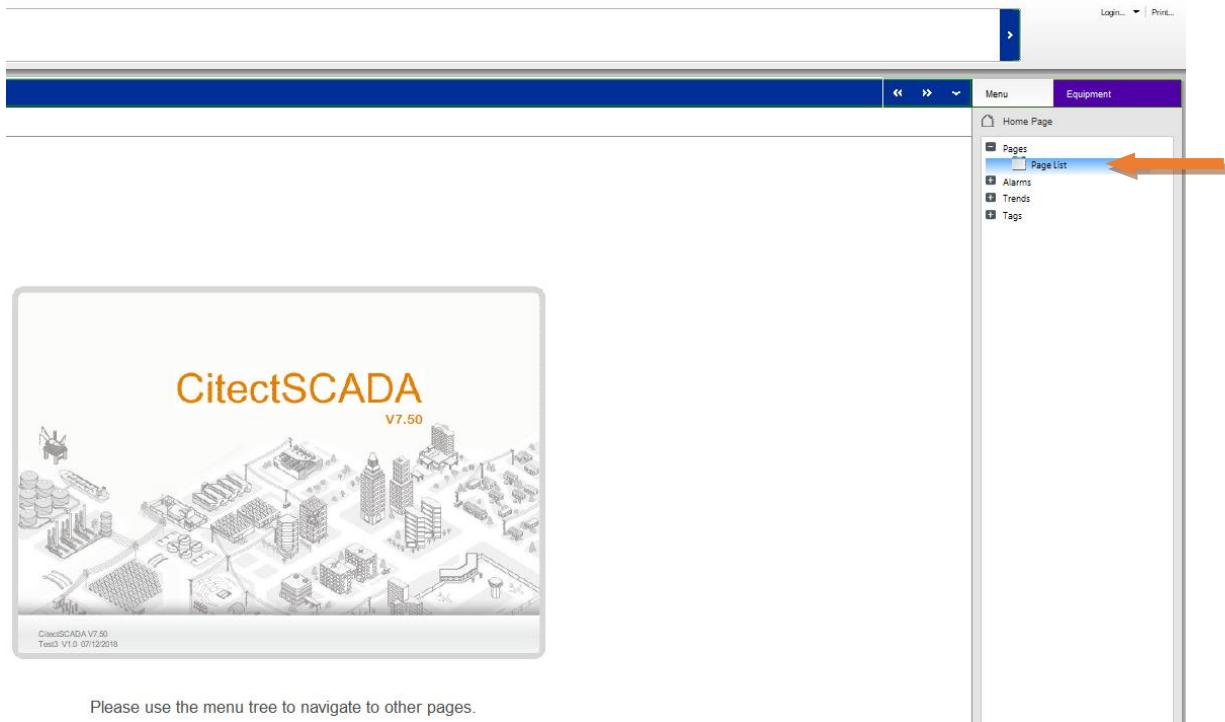 Login... Print...
Menu Equipment
Home Page
Pages
Page List
Alarms
Trends
Tags
CitectSCADA
V7.50
CitectSCADA V7.50
Test3 V1.0 07/12/2018
Please use the menu tree to navigate to other pages.